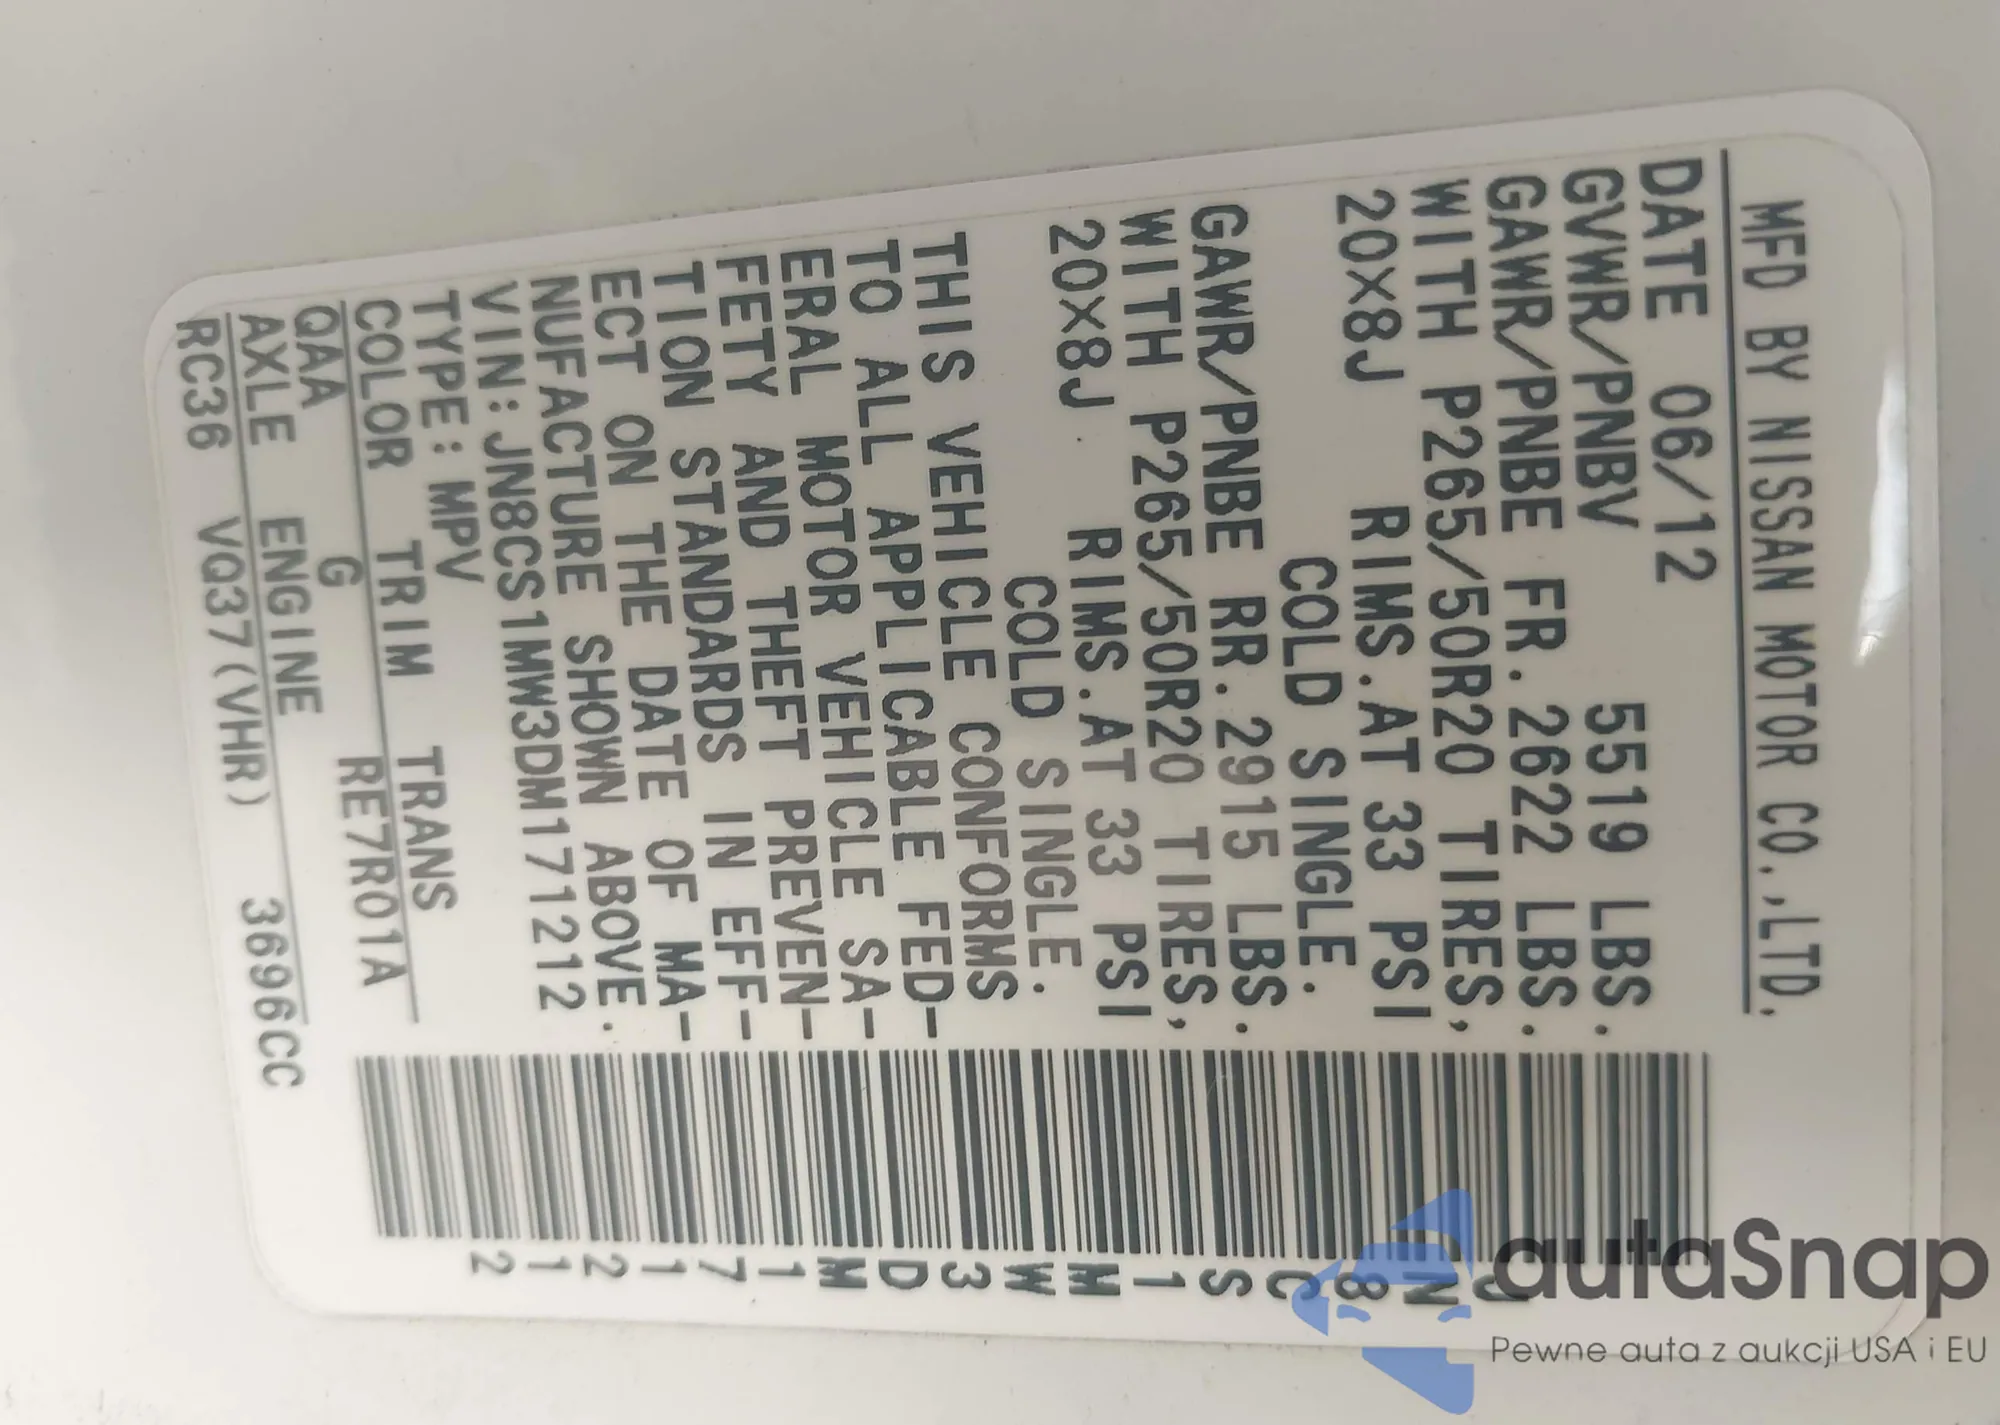 MFD BY NISSAN MOTOR CO.,LTD.
DATE 06/12
GVWR/PNBV 5519 LBS.
GAWR/PNBE FR. 2622 LBS.
WITH P265/50R20 TIRES,
20×8J RIMS.AT 33 PSI
COLD SINGLE.
GAWR/PNBE RR. 2915 LBS.
WITH P265/50R20 TIRES,
20×8J RIMS.AT 33 PSI
COLD SINGLE.
THIS VEHICLE CONFORMS
TO ALL APPLICABLE FED-
ERAL MOTOR VEHICLE SA-
FETY AND THEFT PREVEN-
TION STANDARDS IN EFF-
ECT ON THE DATE OF MA-
NUFACTURE SHOWN ABOVE.
VIN:JN8CS1MW3DM171212
TYPE:MPV
COLOR TRIM TRANS
QAA G RE7R01A
AXLE ENGINE
RC36 VQ37(VHR) 3696CC
JN8CS1MW3DM171212
autaSnap
Pewne auta z aukcji USA i EU